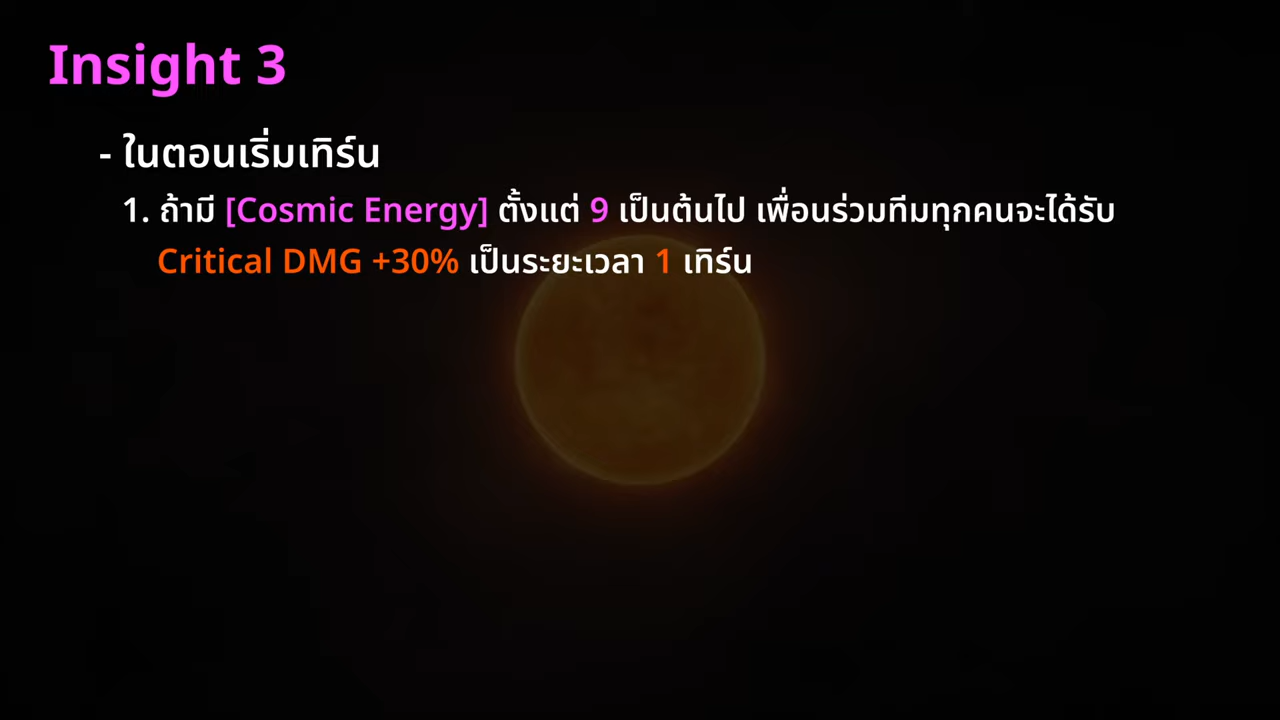 Insight 3
- ในตอนเริ่มเทิร์น
1. ถ้ามี [Cosmic Energy] ตั้งแต่ 9 เป็นต้นไป เพื่อนร่วมทีมทุกคนจะได้รับ
Critical DMG +30% เป็นระยะเวลา 1 เทิร์น